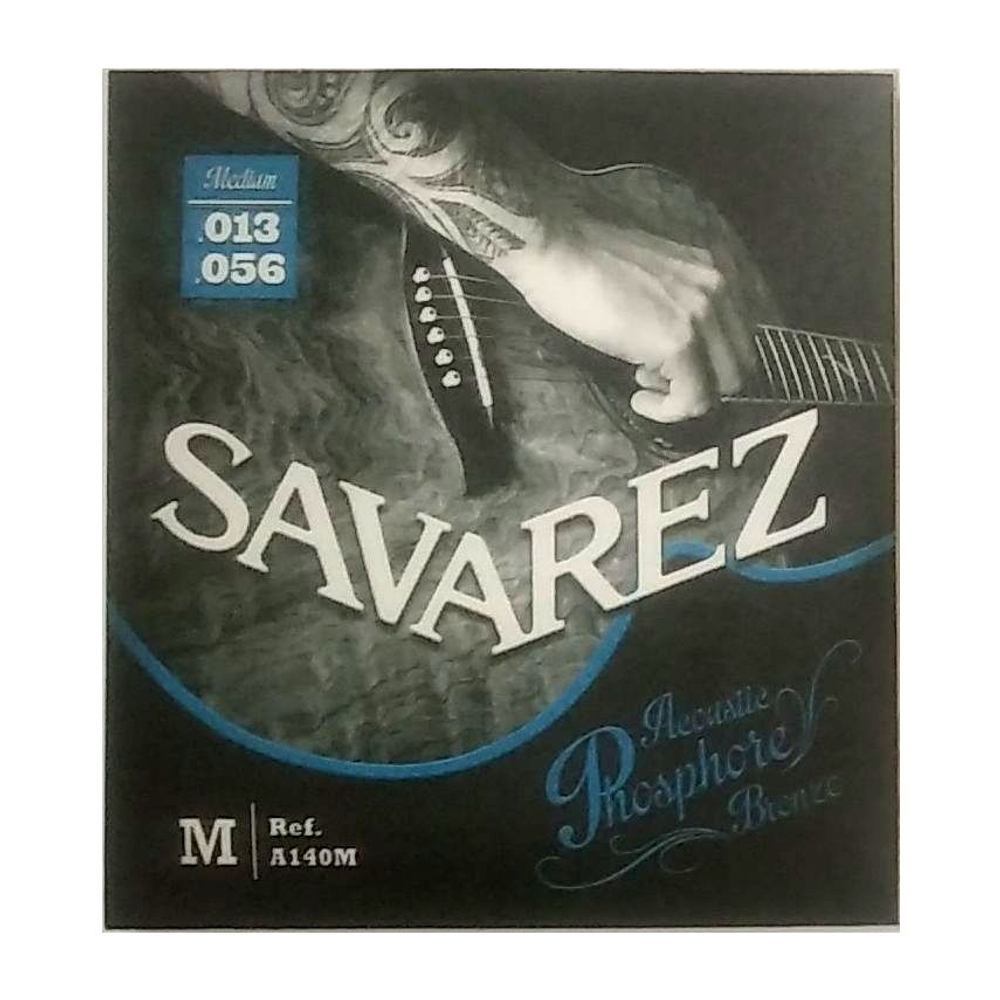 Medium
.013
.056
SAVAREZ
Acoustic
Phosphore
Bronze
M
Ref.
A140M